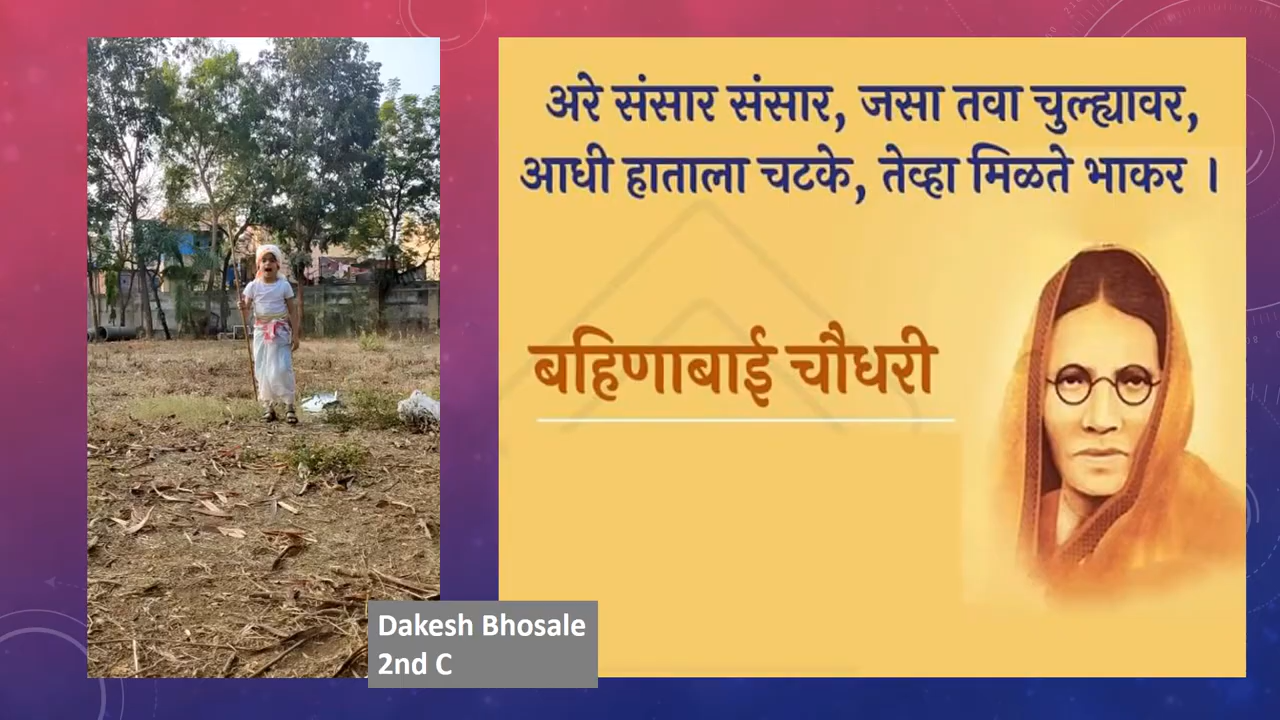 अरे संसार संसार, जसा तवा चुल्ह्यावर,
आधी हाताला चटके, तेव्हा मिळते भाकर ।
बहिणाबाई चौधरी
Dakesh Bhosale
2nd C